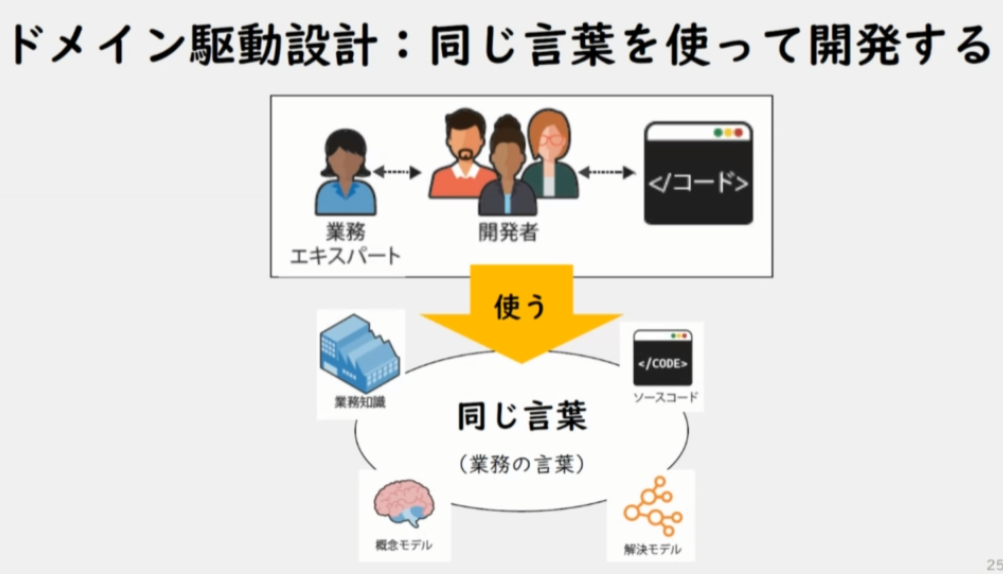 ドメイン駆動設計：同じ言葉を使って開発する
業務
エキスパート
開発者
</コード>
使う
業務知識
</CODE>
ソースコード
同じ言葉
（業務の言葉）
概念モデル
解決モデル
25